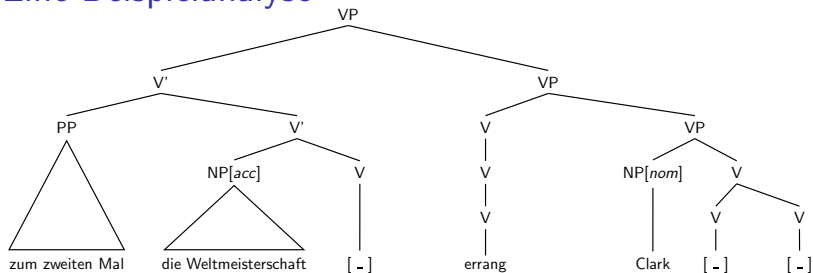 Eine Beispielanalyse
VP
V' VP
PP V' V VP
NP[acc] V V NP[nom] V
V V V
zum zweiten Mal die Weltmeisterschaft [ - ] errang Clark [ - ] [ - ]